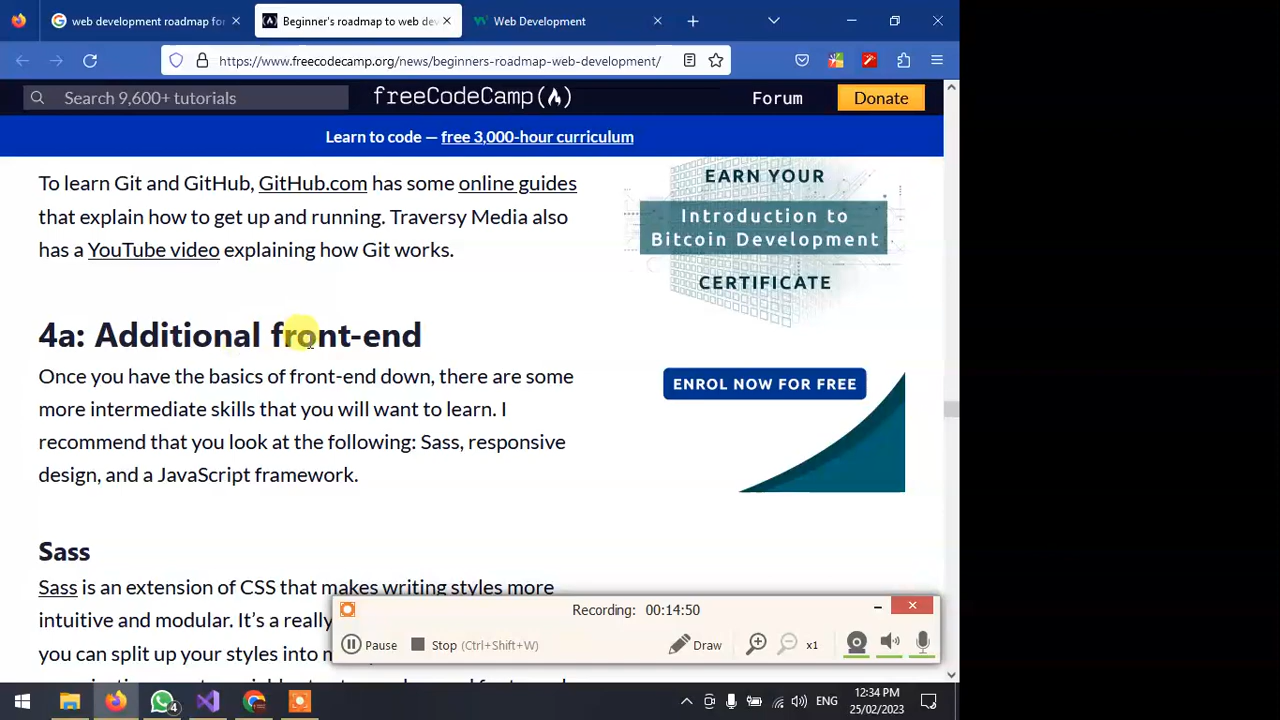 web development roadmap for
Beginner's roadmap to web dev
Web Development
https://www.freecodecamp.org/news/beginners-roadmap-web-development/
Search 9,600+ tutorials
freeCodeCamp
Forum
Donate
Learn to code — free 3,000-hour curriculum
To learn Git and GitHub, GitHub.com has some online guides
that explain how to get up and running. Traversy Media also
has a YouTube video explaining how Git works.
EARN YOUR
Introduction to
Bitcoin Development
CERTIFICATE
ENROL NOW FOR FREE
4a: Additional front-end
Once you have the basics of front-end down, there are some
more intermediate skills that you will want to learn. I
recommend that you look at the following: Sass, responsive
design, and a JavaScript framework.
Sass
Sass is an extension of CSS that makes writing styles more
intuitive and modular. It's a really
you can split up your styles into
Recording: 00:14:50
Pause
Stop (Ctrl+Shift+W)
Draw
x1
4
ENG
12:34 PM
25/02/2023